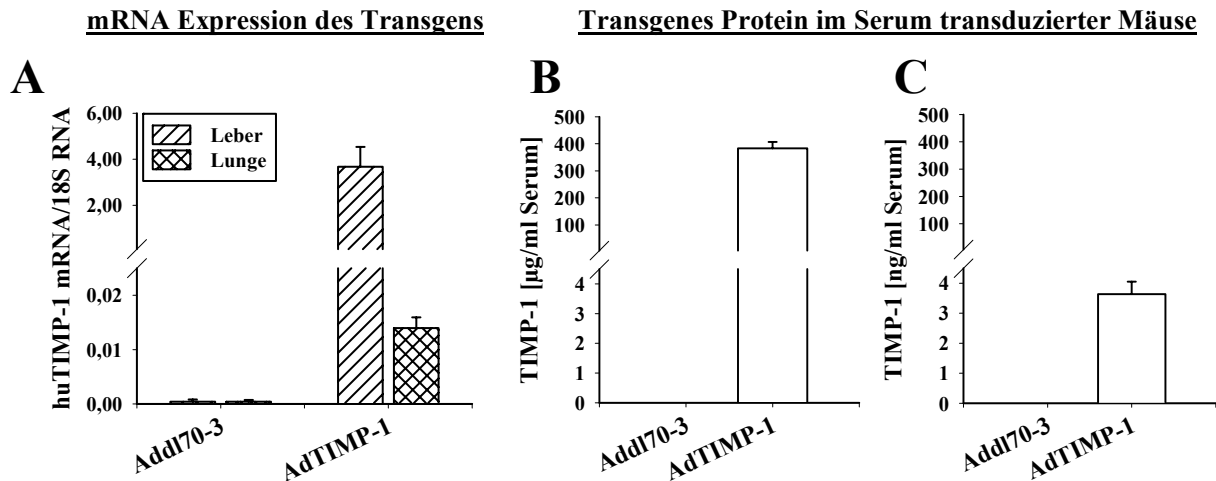 mRNA Expression des Transgens
Transgenes Protein im Serum transduzierter Mäuse
A
huTIMP-1 mRNA/18S RNA
6,00
4,00
2,00
0,02
0,01
0,00
Leber
Lunge
Addl70-3
AdTIMP-1
B
TIMP-1 [µg/ml Serum]
500
400
300
200
100
4
3
2
1
0
Addl70-3
AdTIMP-1
C
TIMP-1 [ng/ml Serum]
500
400
300
200
100
4
3
2
1
0
Addl70-3
AdTIMP-1